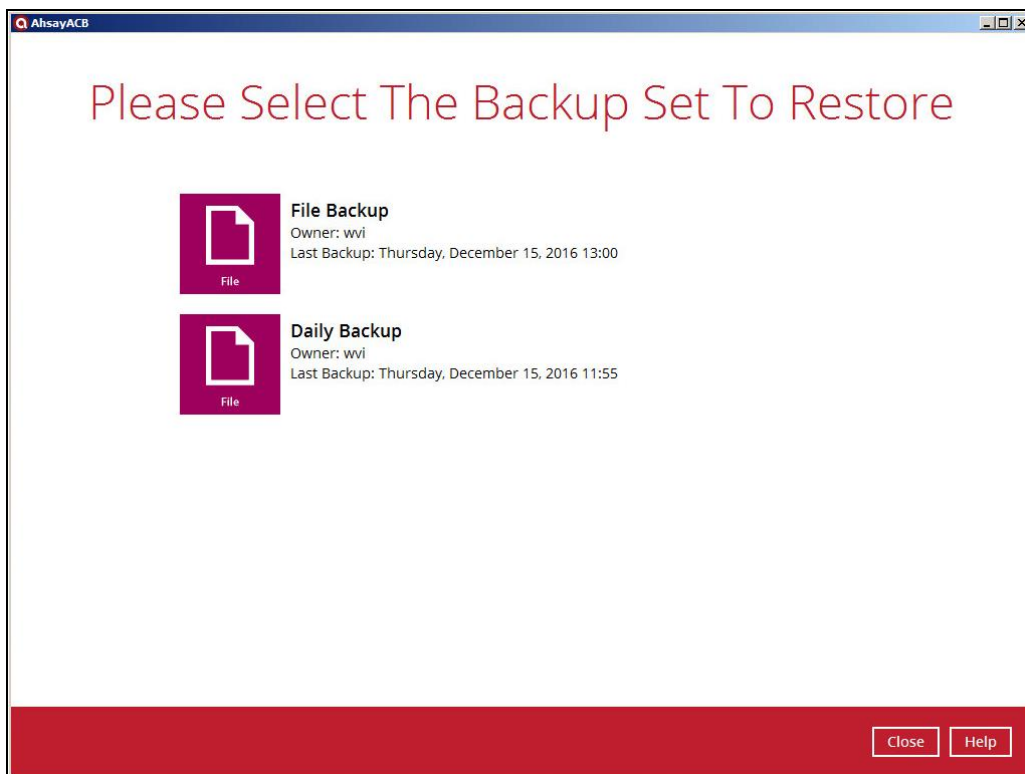 AhsayACB
Please Select The Backup Set To Restore
File Backup
Owner: wvi
Last Backup: Thursday, December 15, 2016 13:00
File
Daily Backup
Owner: wvi
Last Backup: Thursday, December 15, 2016 11:55
File
Close
Help